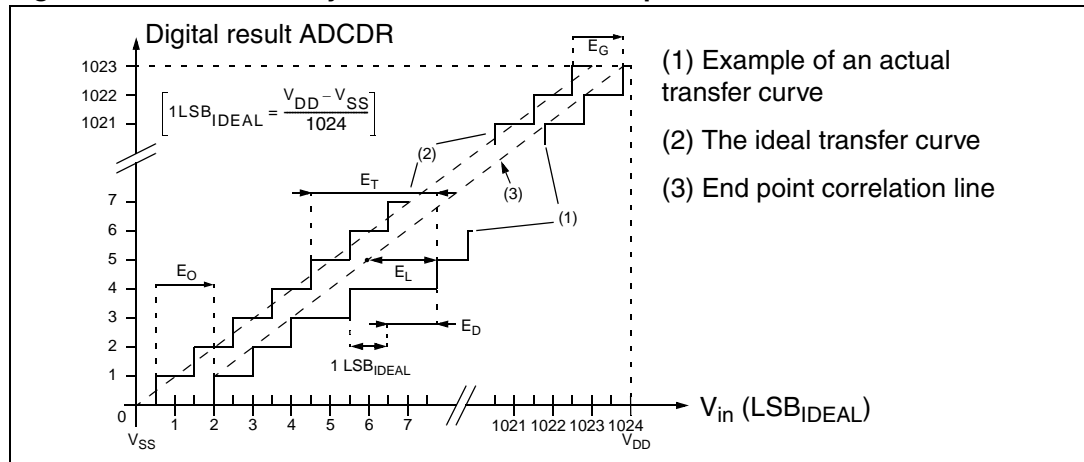 Digital result ADCDR
1023
1022
1021
1LSB_IDEAL = (V_DD – V_SS) / 1024
E_G
(1) Example of an actual
transfer curve
(2) The ideal transfer curve
(3) End point correlation line
(2)
(3)
(1)
E_T
7
6
5
4
3
2
1
0
E_O
E_L
E_D
1 LSB_IDEAL
1 2 3 4 5 6 7 1021 1022 1023 1024
V_SS
V_DD
V_in (LSB_IDEAL)